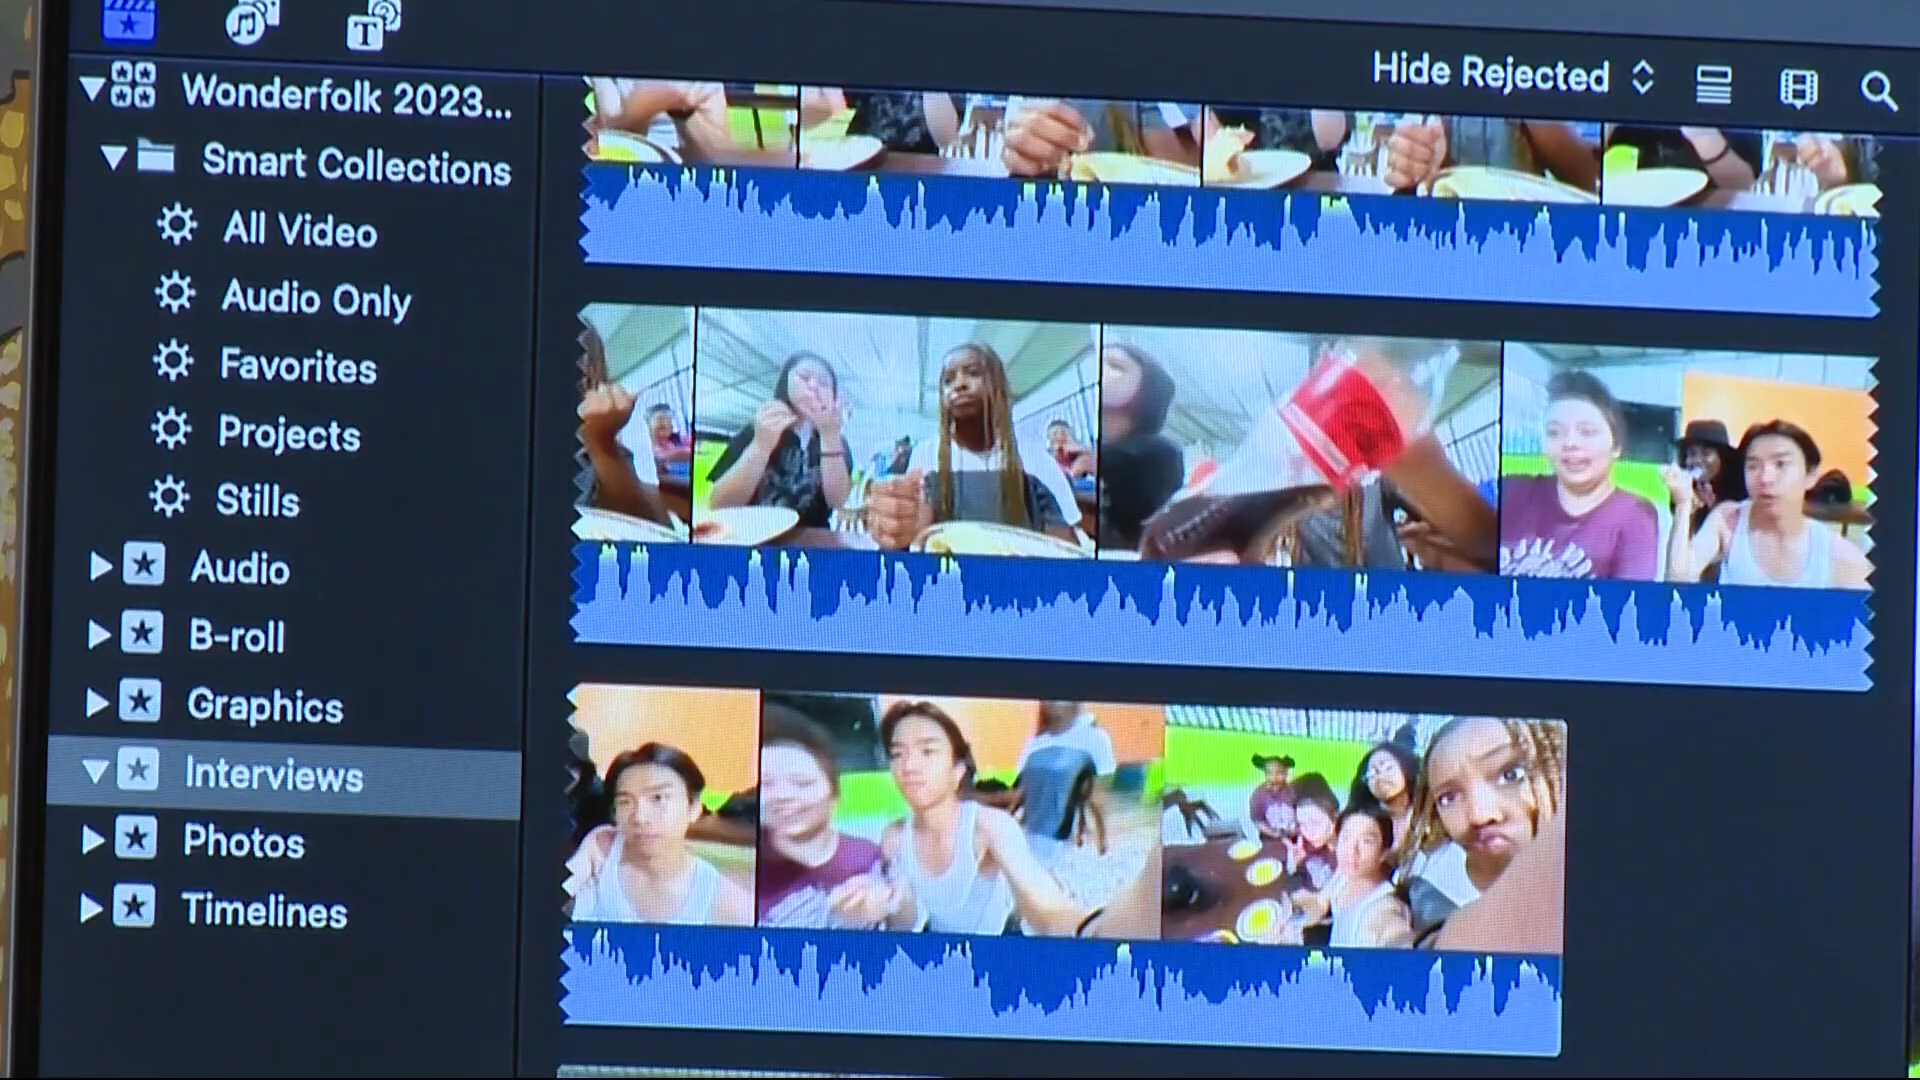 Hide Rejected
Wonderfolk 2023...
Smart Collections
All Video
Audio Only
Favorites
Projects
Stills
Audio
B-roll
Graphics
Interviews
Photos
Timelines